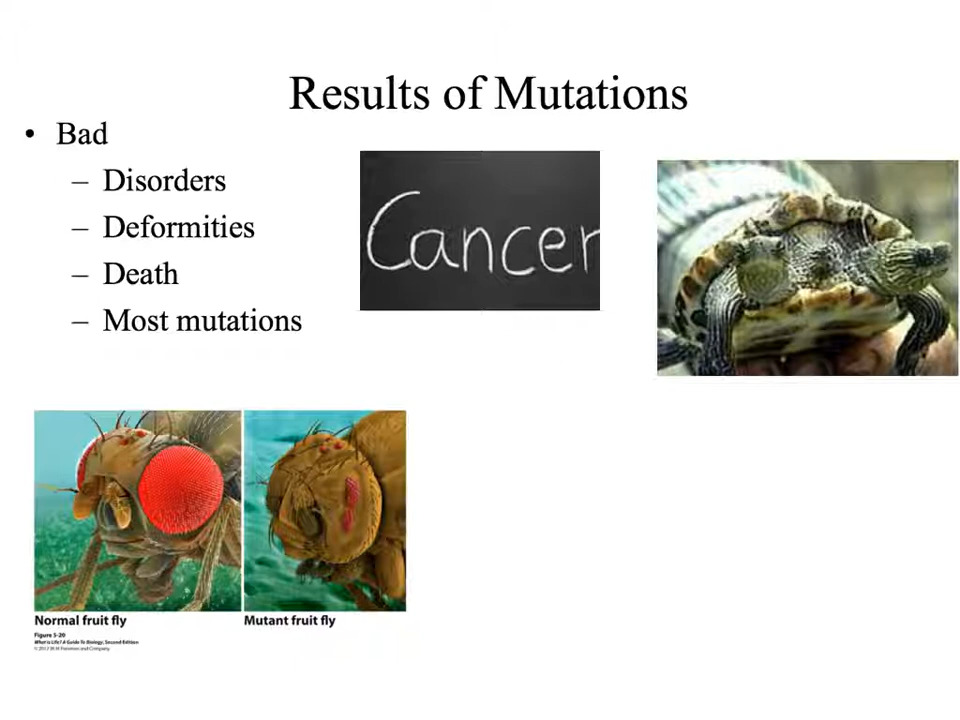 Results of Mutations
• Bad
– Disorders
– Deformities
– Death
– Most mutations
Cancer
Normal fruit fly
Mutant fruit fly
Figure 5-20
What Is Life? A Guide To Biology, Second Edition
© 2012 W. H. Freeman and Company